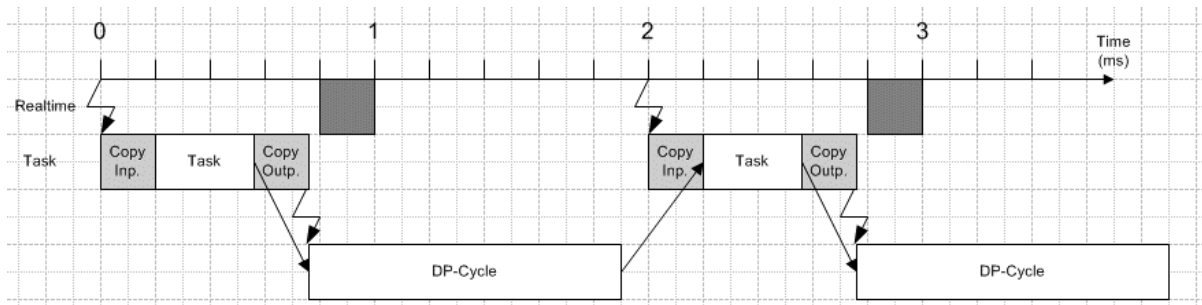 0 1 2 3
Time
(ms)
Realtime
Task
Copy
Inp.
Task
Copy
Outp.
Copy
Inp.
Task
Copy
Outp.
DP-Cycle
DP-Cycle